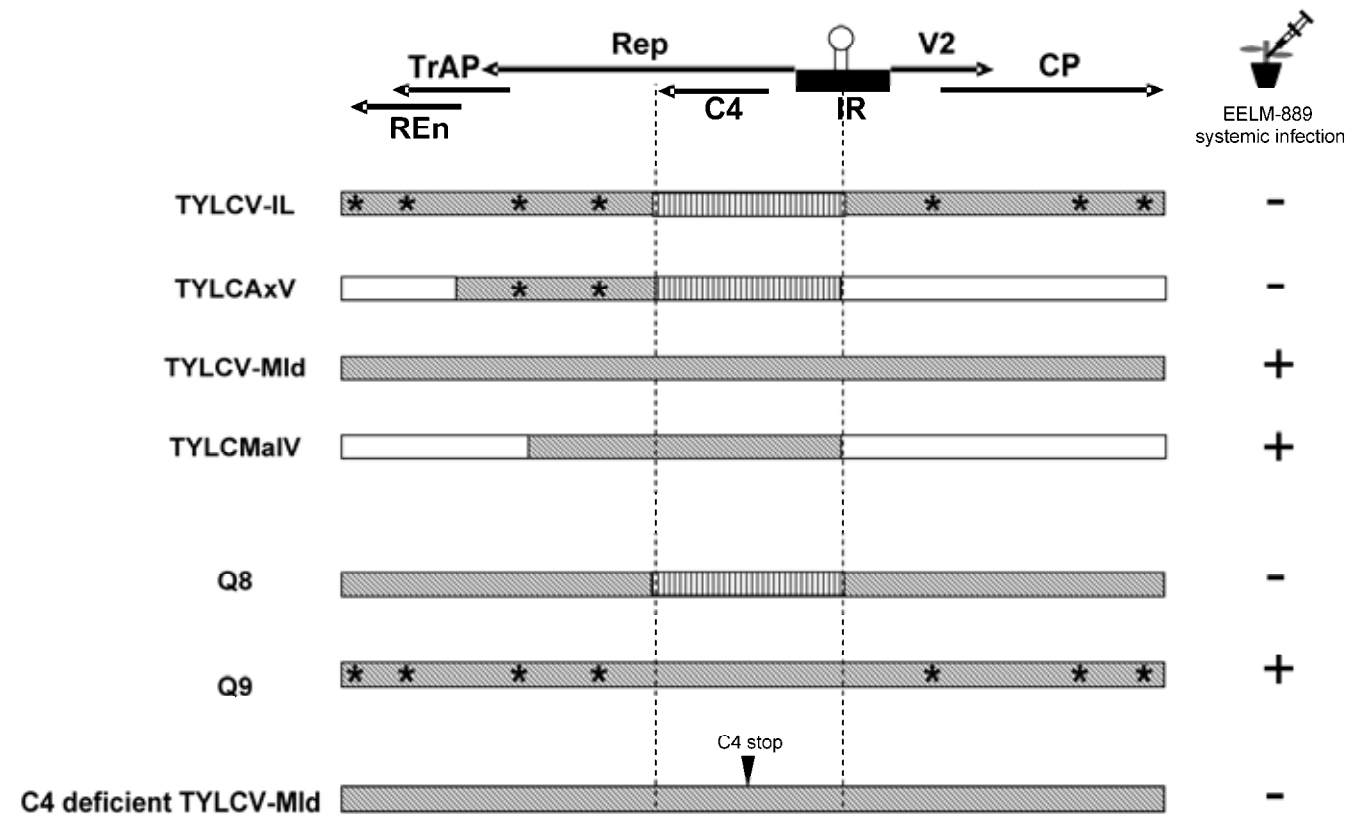 Rep
V2
TrAP
CP
C4
IR
REn
EELM-889
systemic infection
TYLCV-IL
* * * * * * *
-
TYLCAxV
* *
-
TYLCV-Mld
+
TYLCMalV
+
Q8
-
Q9
* * * * * * *
+
C4 stop
C4 deficient TYLCV-Mld
-